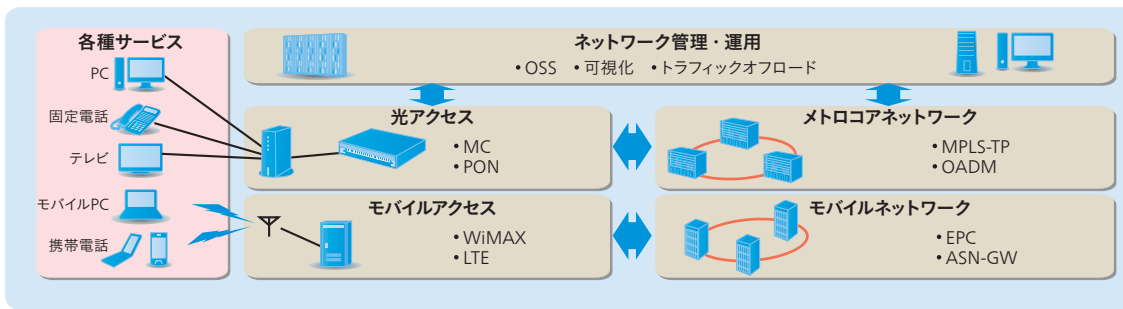 各種サービス
PC
固定電話
テレビ
モバイルPC
携帯電話
ネットワーク管理・運用
• OSS • 可視化 • トラフィックオフロード
光アクセス
• MC
• PON
メトロコアネットワーク
• MPLS-TP
• OADM
モバイルアクセス
• WiMAX
• LTE
モバイルネットワーク
• EPC
• ASN-GW